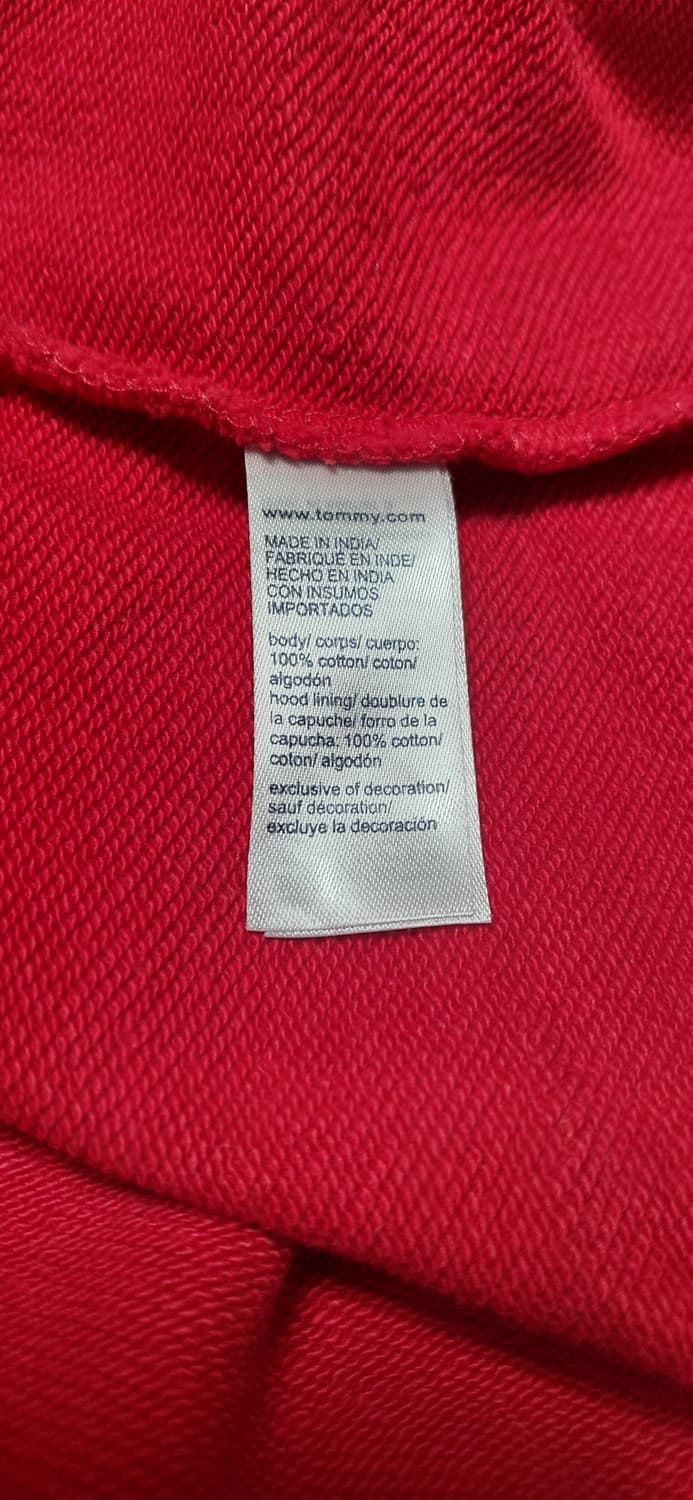 www.tommy.com
MADE IN INDIA/
FABRIQUÉ EN INDE/
HECHO EN INDIA
CON INSUMOS
IMPORTADOS
body/ corps/ cuerpo:
100% cotton/ coton/
algodón
hood lining/ doublure de
la capuche/ forro de la
capucha: 100% cotton/
coton/ algodón
exclusive of decoration/
sauf décoration/
excluye la decoración